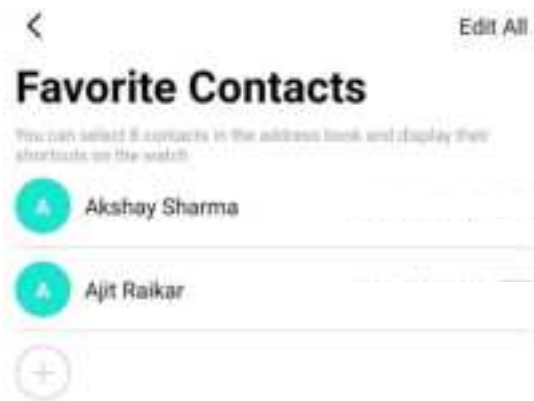 Edit All
Favorite Contacts
You can select 8 contacts in the address book and display their
shortcuts on the watch
A Akshay Sharma
A Ajit Raikar